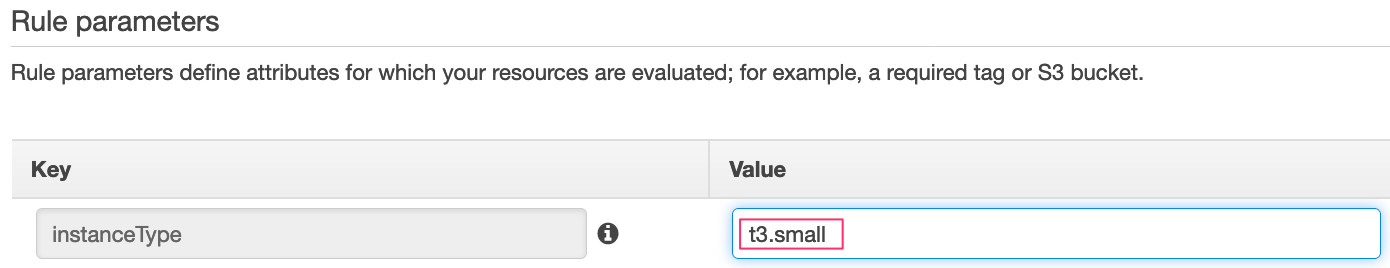 Rule parameters
Rule parameters define attributes for which your resources are evaluated; for example, a required tag or S3 bucket.
Key Value
instanceType t3.small